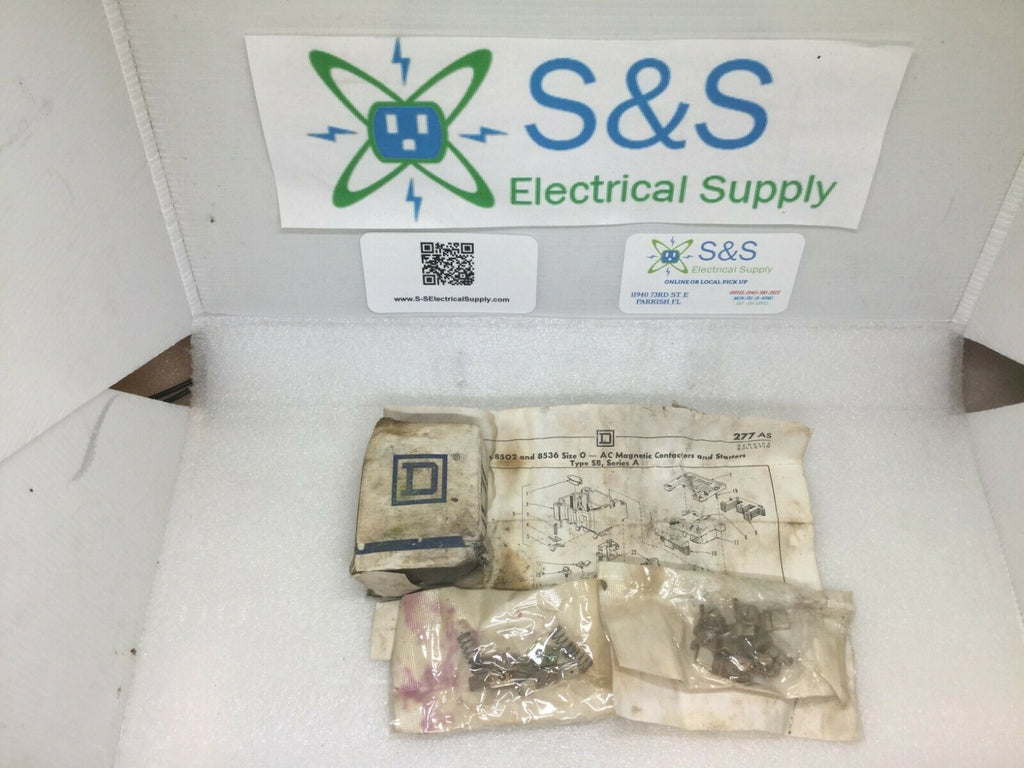 S&S
Electrical Supply
www.S-SElectricalSupply.com
S&S
Electrical Supply
ONLINE OR LOCAL PICK UP
11940 73RD ST E
PARRISH FL
D
®
277 AS
8502 and 8536 Size 0 — AC Magnetic Contactors and Starters
Type SB, Series A